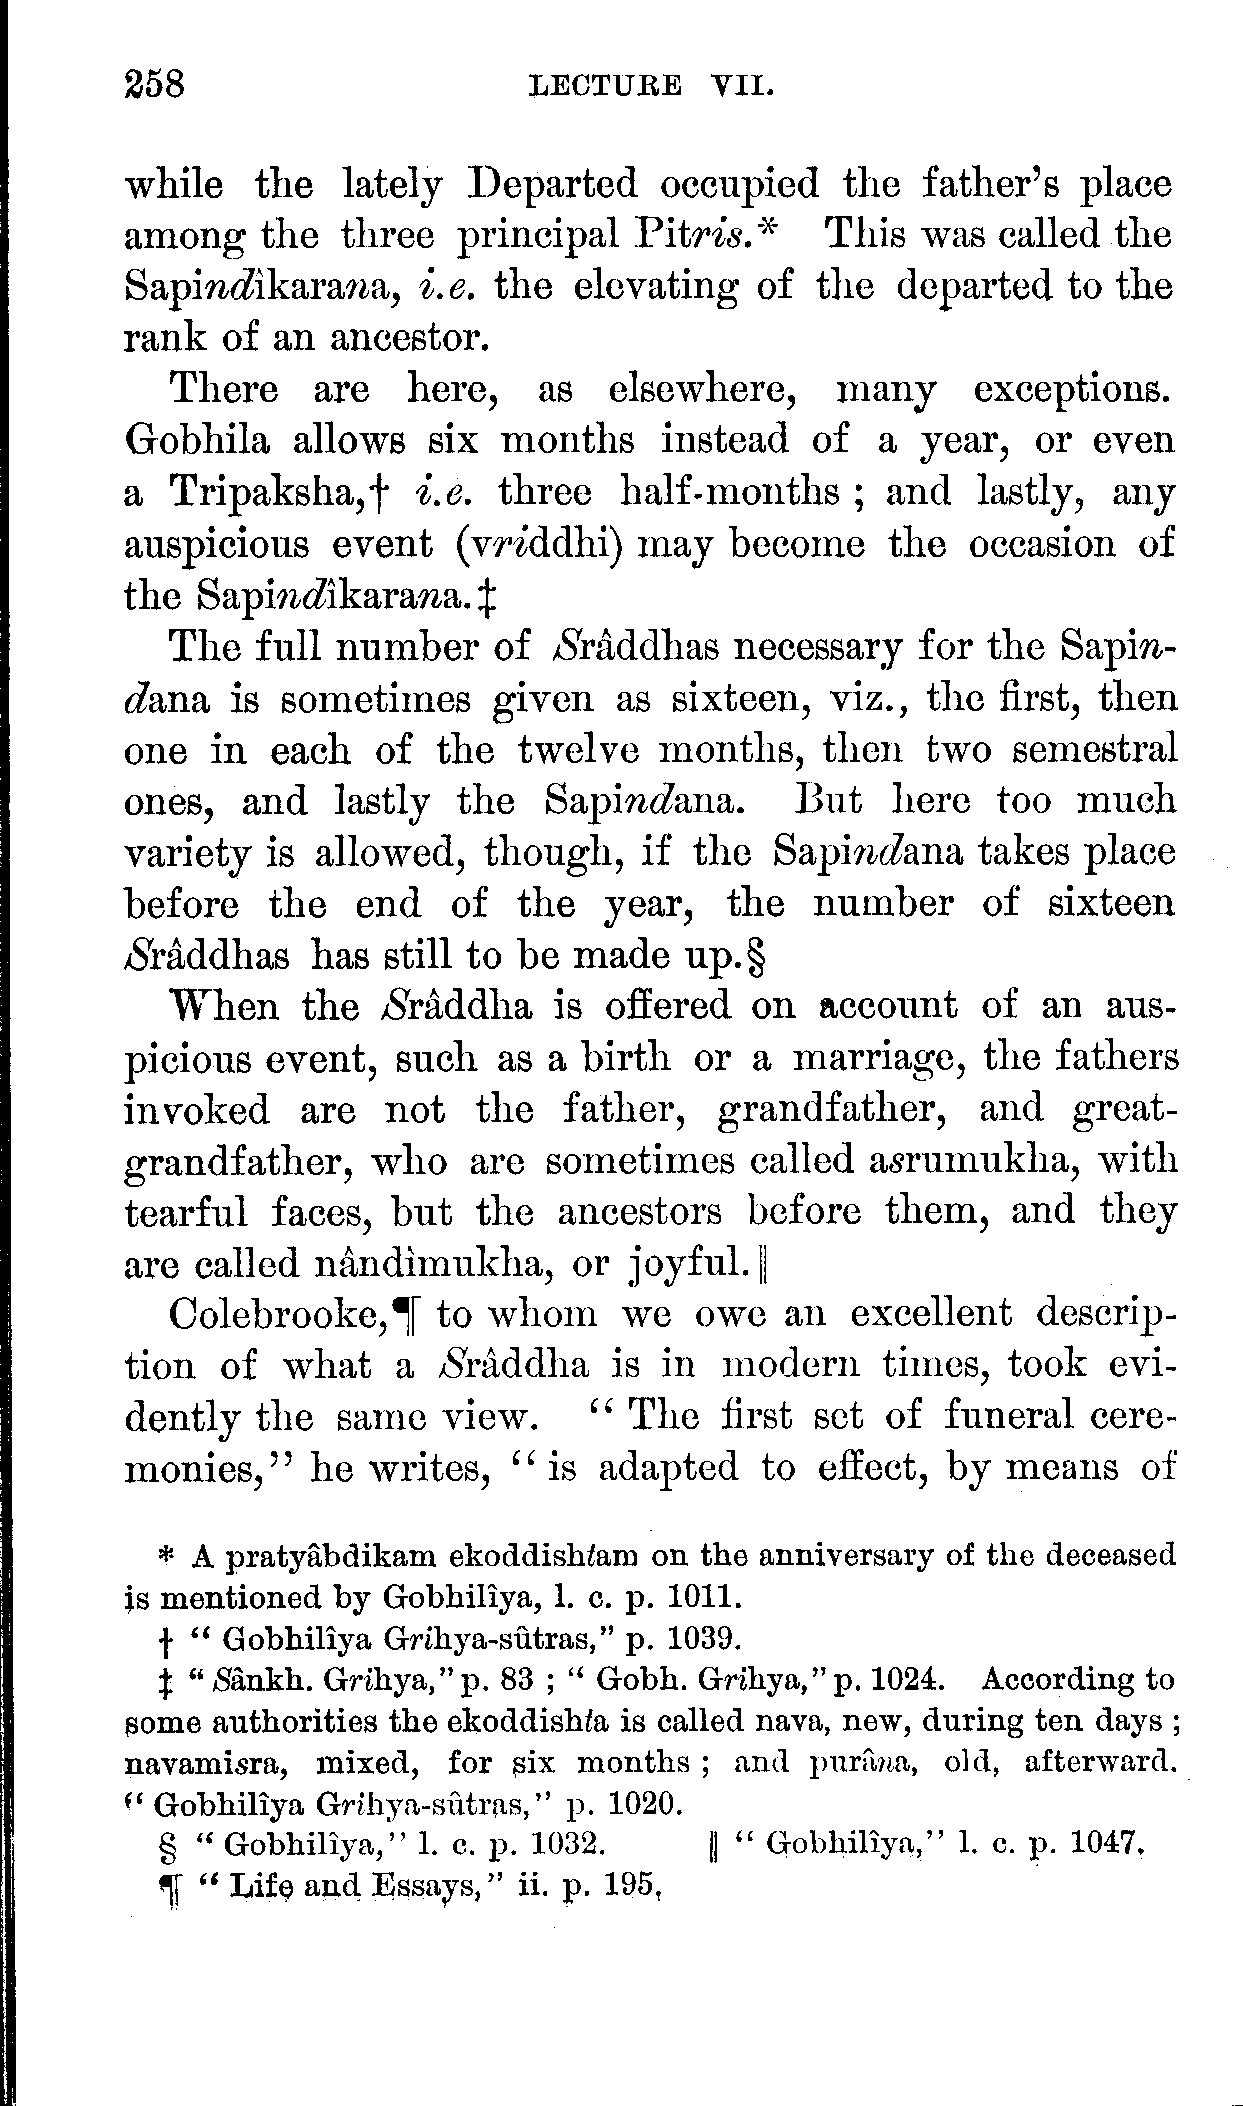 258 LECTURE VII.
while the lately Departed occupied the father's place
among the three principal Pitris.* This was called the
Sapindîkarana, i.e. the elevating of the departed to the
rank of an ancestor.
There are here, as elsewhere, many exceptions.
Gobhila allows six months instead of a year, or even
a Tripaksha,† i.e. three half-months ; and lastly, any
auspicious event (vriddhi) may become the occasion of
the Sapindîkarana.‡
The full number of Srâddhas necessary for the Sapin-
dana is sometimes given as sixteen, viz., the first, then
one in each of the twelve months, then two semestral
ones, and lastly the Sapindana. But here too much
variety is allowed, though, if the Sapindana takes place
before the end of the year, the number of sixteen
Srâddhas has still to be made up.§
When the Srâddha is offered on account of an aus-
picious event, such as a birth or a marriage, the fathers
invoked are not the father, grandfather, and great-
grandfather, who are sometimes called asrumukha, with
tearful faces, but the ancestors before them, and they
are called nândîmukha, or joyful.‖
Colebrooke,¶ to whom we owe an excellent descrip-
tion of what a Srâddha is in modern times, took evi-
dently the same view. “ The first set of funeral cere-
monies,” he writes, “ is adapted to effect, by means of
* A pratyâbdikam ekoddishtam on the anniversary of the deceased
is mentioned by Gobhilîya, l. c. p. 1011.
† “ Gobhilîya Grihya-sûtras,” p. 1039.
‡ “ Sânkh. Grihya,” p. 83 ; “ Gobh. Grihya,” p. 1024. According to
some authorities the ekoddishta is called nava, new, during ten days ;
navamisra, mixed, for six months ; and purâna, old, afterward.
“ Gobhilîya Grihya-sûtras,” p. 1020.
§ “ Gobhilîya,” l. c. p. 1032. ‖ “ Gobhilîya,” l. c. p. 1047.
¶ “ Life and Essays,” ii. p. 195.